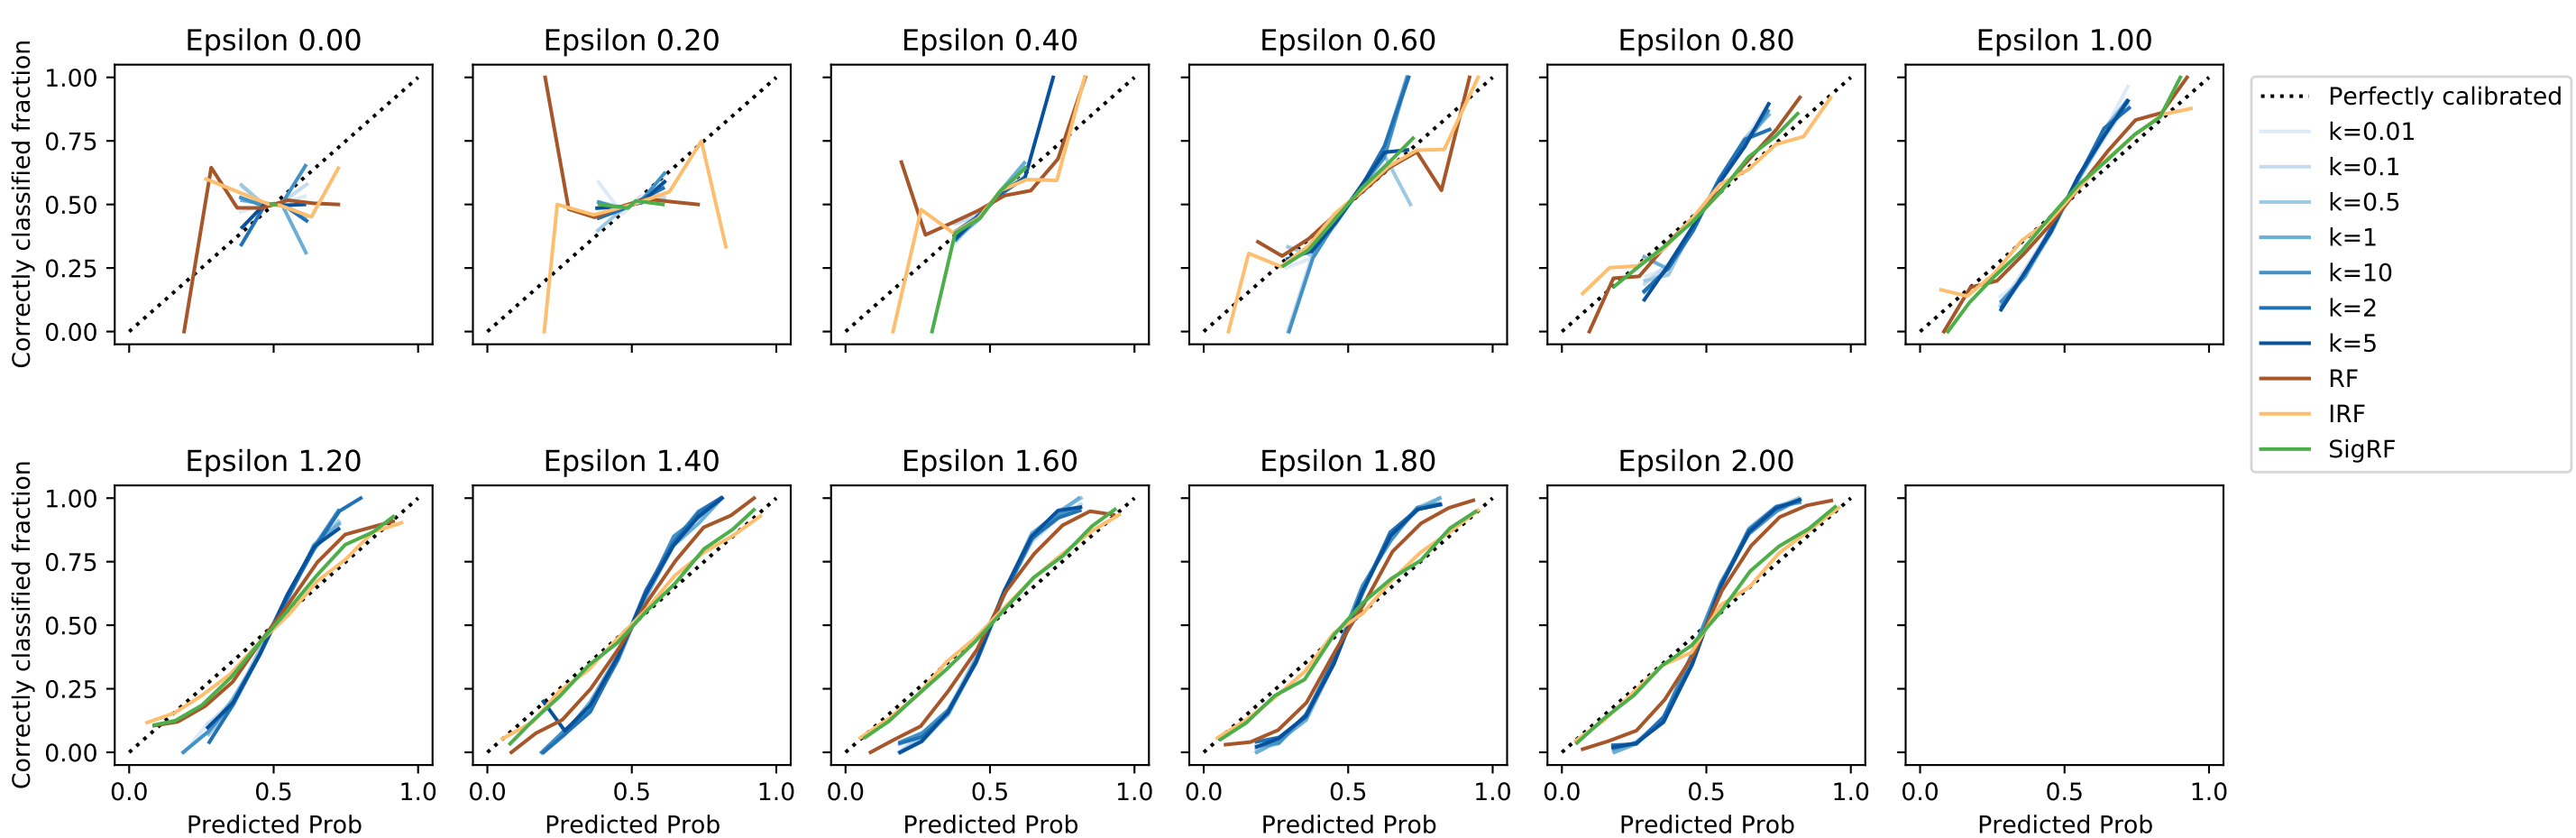 Epsilon 0.00
Epsilon 0.20
Epsilon 0.40
Epsilon 0.60
Epsilon 0.80
Epsilon 1.00
Correctly classified fraction
1.00
0.75
0.50
0.25
0.00
Perfectly calibrated
k=0.01
k=0.1
k=0.5
k=1
k=10
k=2
k=5
RF
IRF
SigRF
Epsilon 1.20
Epsilon 1.40
Epsilon 1.60
Epsilon 1.80
Epsilon 2.00
Correctly classified fraction
1.00
0.75
0.50
0.25
0.00
0.0 0.5 1.0
0.0 0.5 1.0
0.0 0.5 1.0
0.0 0.5 1.0
0.0 0.5 1.0
0.0 0.5 1.0
Predicted Prob
Predicted Prob
Predicted Prob
Predicted Prob
Predicted Prob
Predicted Prob